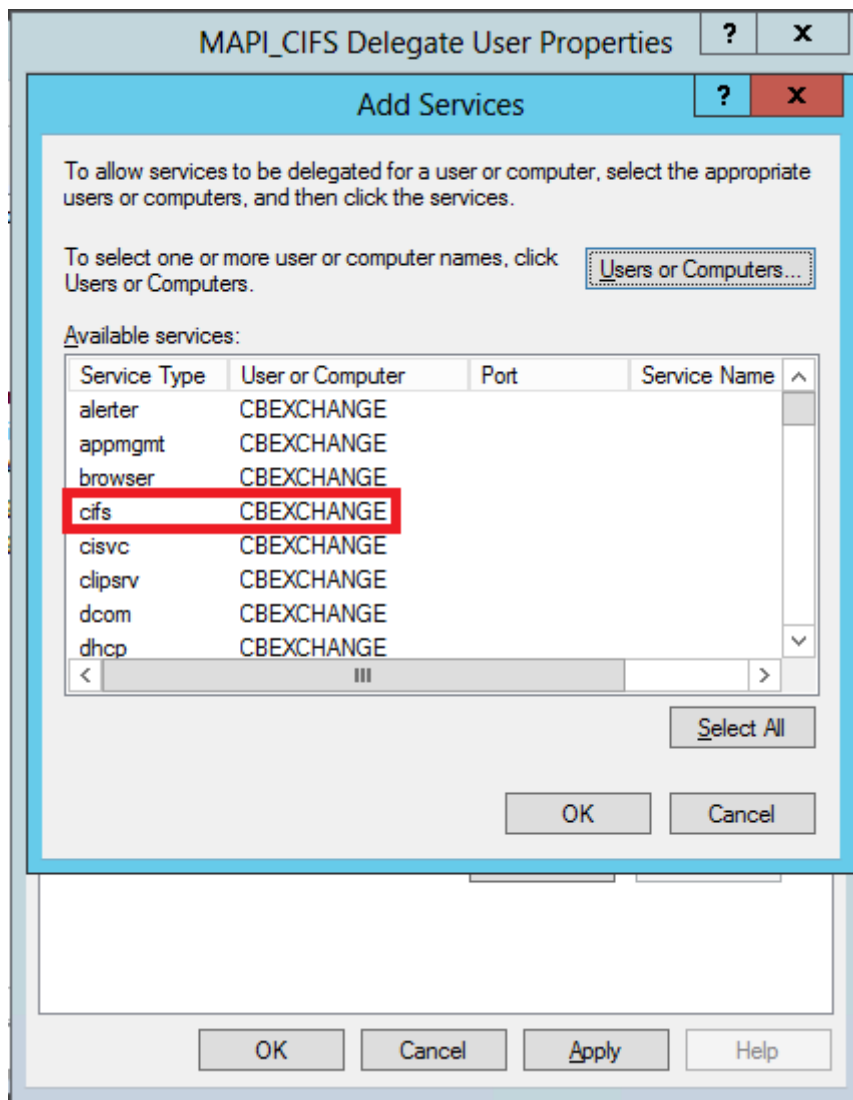 MAPI_CIFS Delegate User Properties ? x
Add Services ? x
To allow services to be delegated for a user or computer, select the appropriate
users or computers, and then click the services.
To select one or more user or computer names, click
Users or Computers.
Users or Computers...
Available services:
Service Type User or Computer Port Service Name
alerter CBEXCHANGE
appmgmt CBEXCHANGE
browser CBEXCHANGE
cifs CBEXCHANGE
cisvc CBEXCHANGE
clipsrv CBEXCHANGE
dcom CBEXCHANGE
dhcp CBEXCHANGE
Select All
OK Cancel
OK Cancel Apply Help